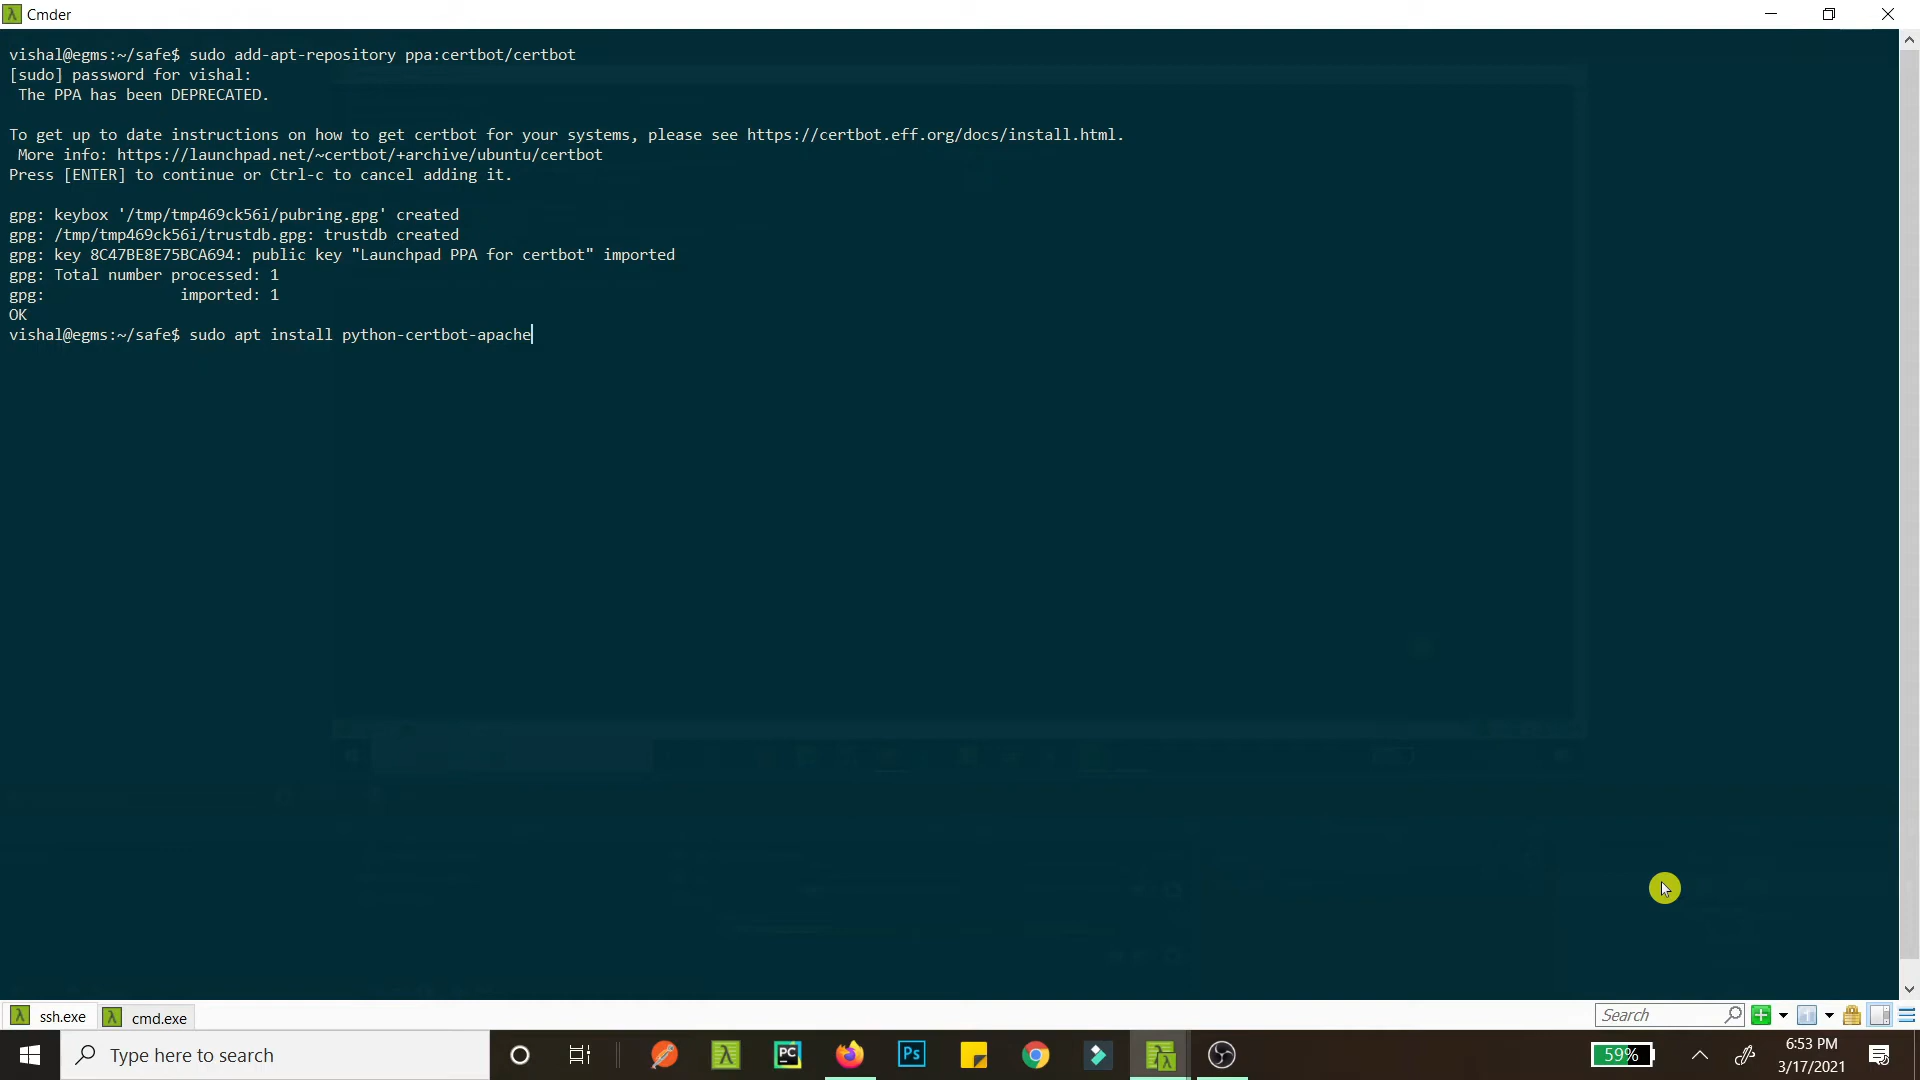 Cmder
vishal@egms:~/safe$ sudo add-apt-repository ppa:certbot/certbot
[sudo] password for vishal:
The PPA has been DEPRECATED.
To get up to date instructions on how to get certbot for your systems, please see https://certbot.eff.org/docs/install.html.
More info: https://launchpad.net/~certbot/+archive/ubuntu/certbot
Press [ENTER] to continue or Ctrl-c to cancel adding it.
gpg: keybox '/tmp/tmp469ck56i/pubring.gpg' created
gpg: /tmp/tmp469ck56i/trustdb.gpg: trustdb created
gpg: key 8C47BE8E75BCA694: public key "Launchpad PPA for certbot" imported
gpg: Total number processed: 1
gpg:               imported: 1
OK
vishal@egms:~/safe$ sudo apt install python-certbot-apache
ssh.exe
cmd.exe
Search
Type here to search
PC
Ps
59%
6:53 PM
3/17/2021